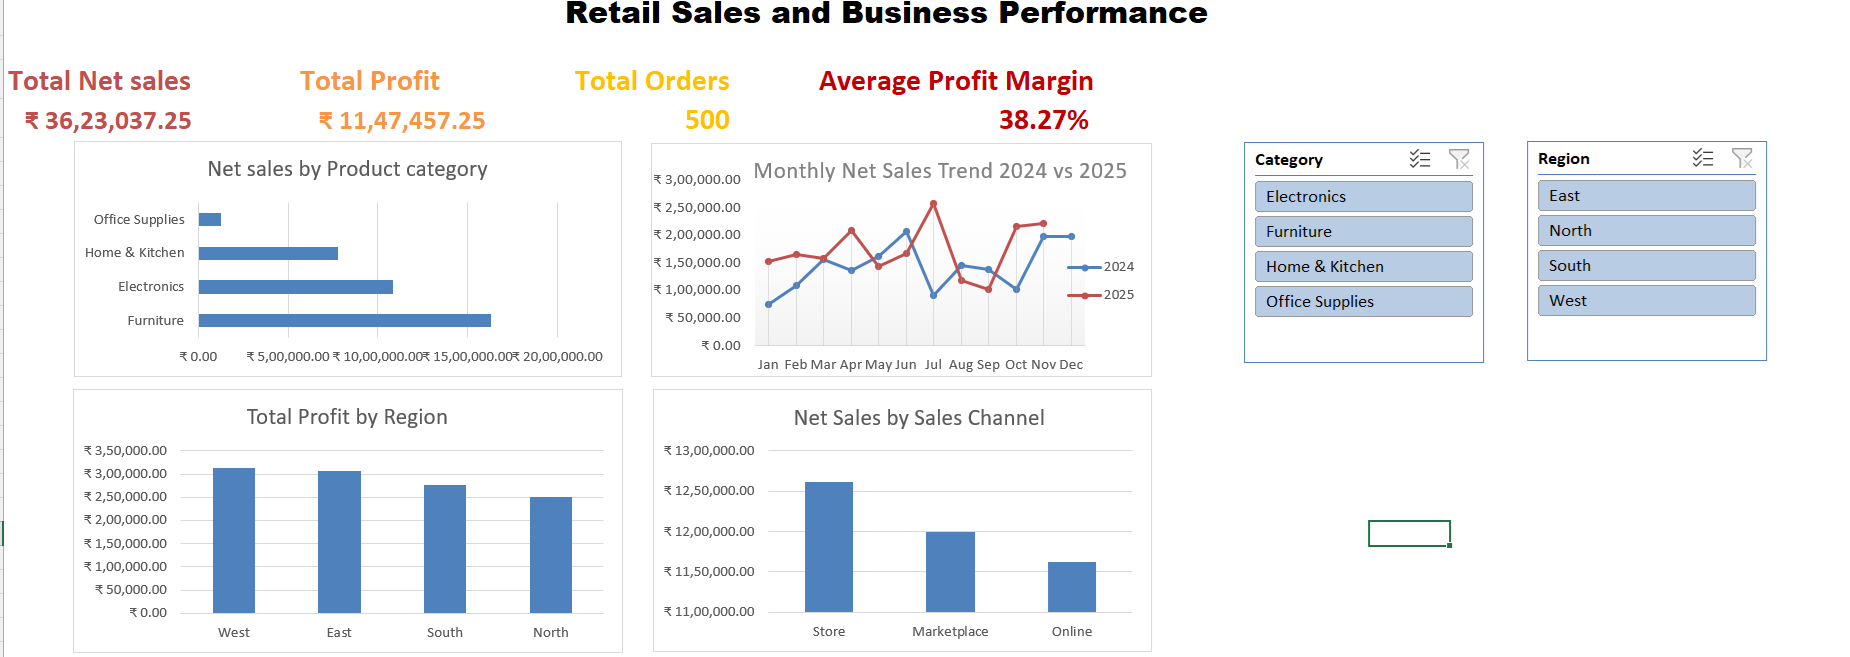 Retail Sales and Business Performance
Total Net sales
₹ 36,23,037.25
Total Profit
₹ 11,47,457.25
Total Orders
500
Average Profit Margin
38.27%
Net sales by Product category
Office Supplies
Home & Kitchen
Electronics
Furniture
₹ 0.00 ₹ 5,00,000.00 ₹ 10,00,000.00 ₹ 15,00,000.00 ₹ 20,00,000.00
Monthly Net Sales Trend 2024 vs 2025
₹ 3,00,000.00
₹ 2,50,000.00
₹ 2,00,000.00
₹ 1,50,000.00
₹ 1,00,000.00
₹ 50,000.00
₹ 0.00
Jan Feb Mar Apr May Jun Jul Aug Sep Oct Nov Dec
2024
2025
Category
Electronics
Furniture
Home & Kitchen
Office Supplies
Region
East
North
South
West
Total Profit by Region
₹ 3,50,000.00
₹ 3,00,000.00
₹ 2,50,000.00
₹ 2,00,000.00
₹ 1,50,000.00
₹ 1,00,000.00
₹ 50,000.00
₹ 0.00
West East South North
Net Sales by Sales Channel
₹ 13,00,000.00
₹ 12,50,000.00
₹ 12,00,000.00
₹ 11,50,000.00
₹ 11,00,000.00
Store Marketplace Online